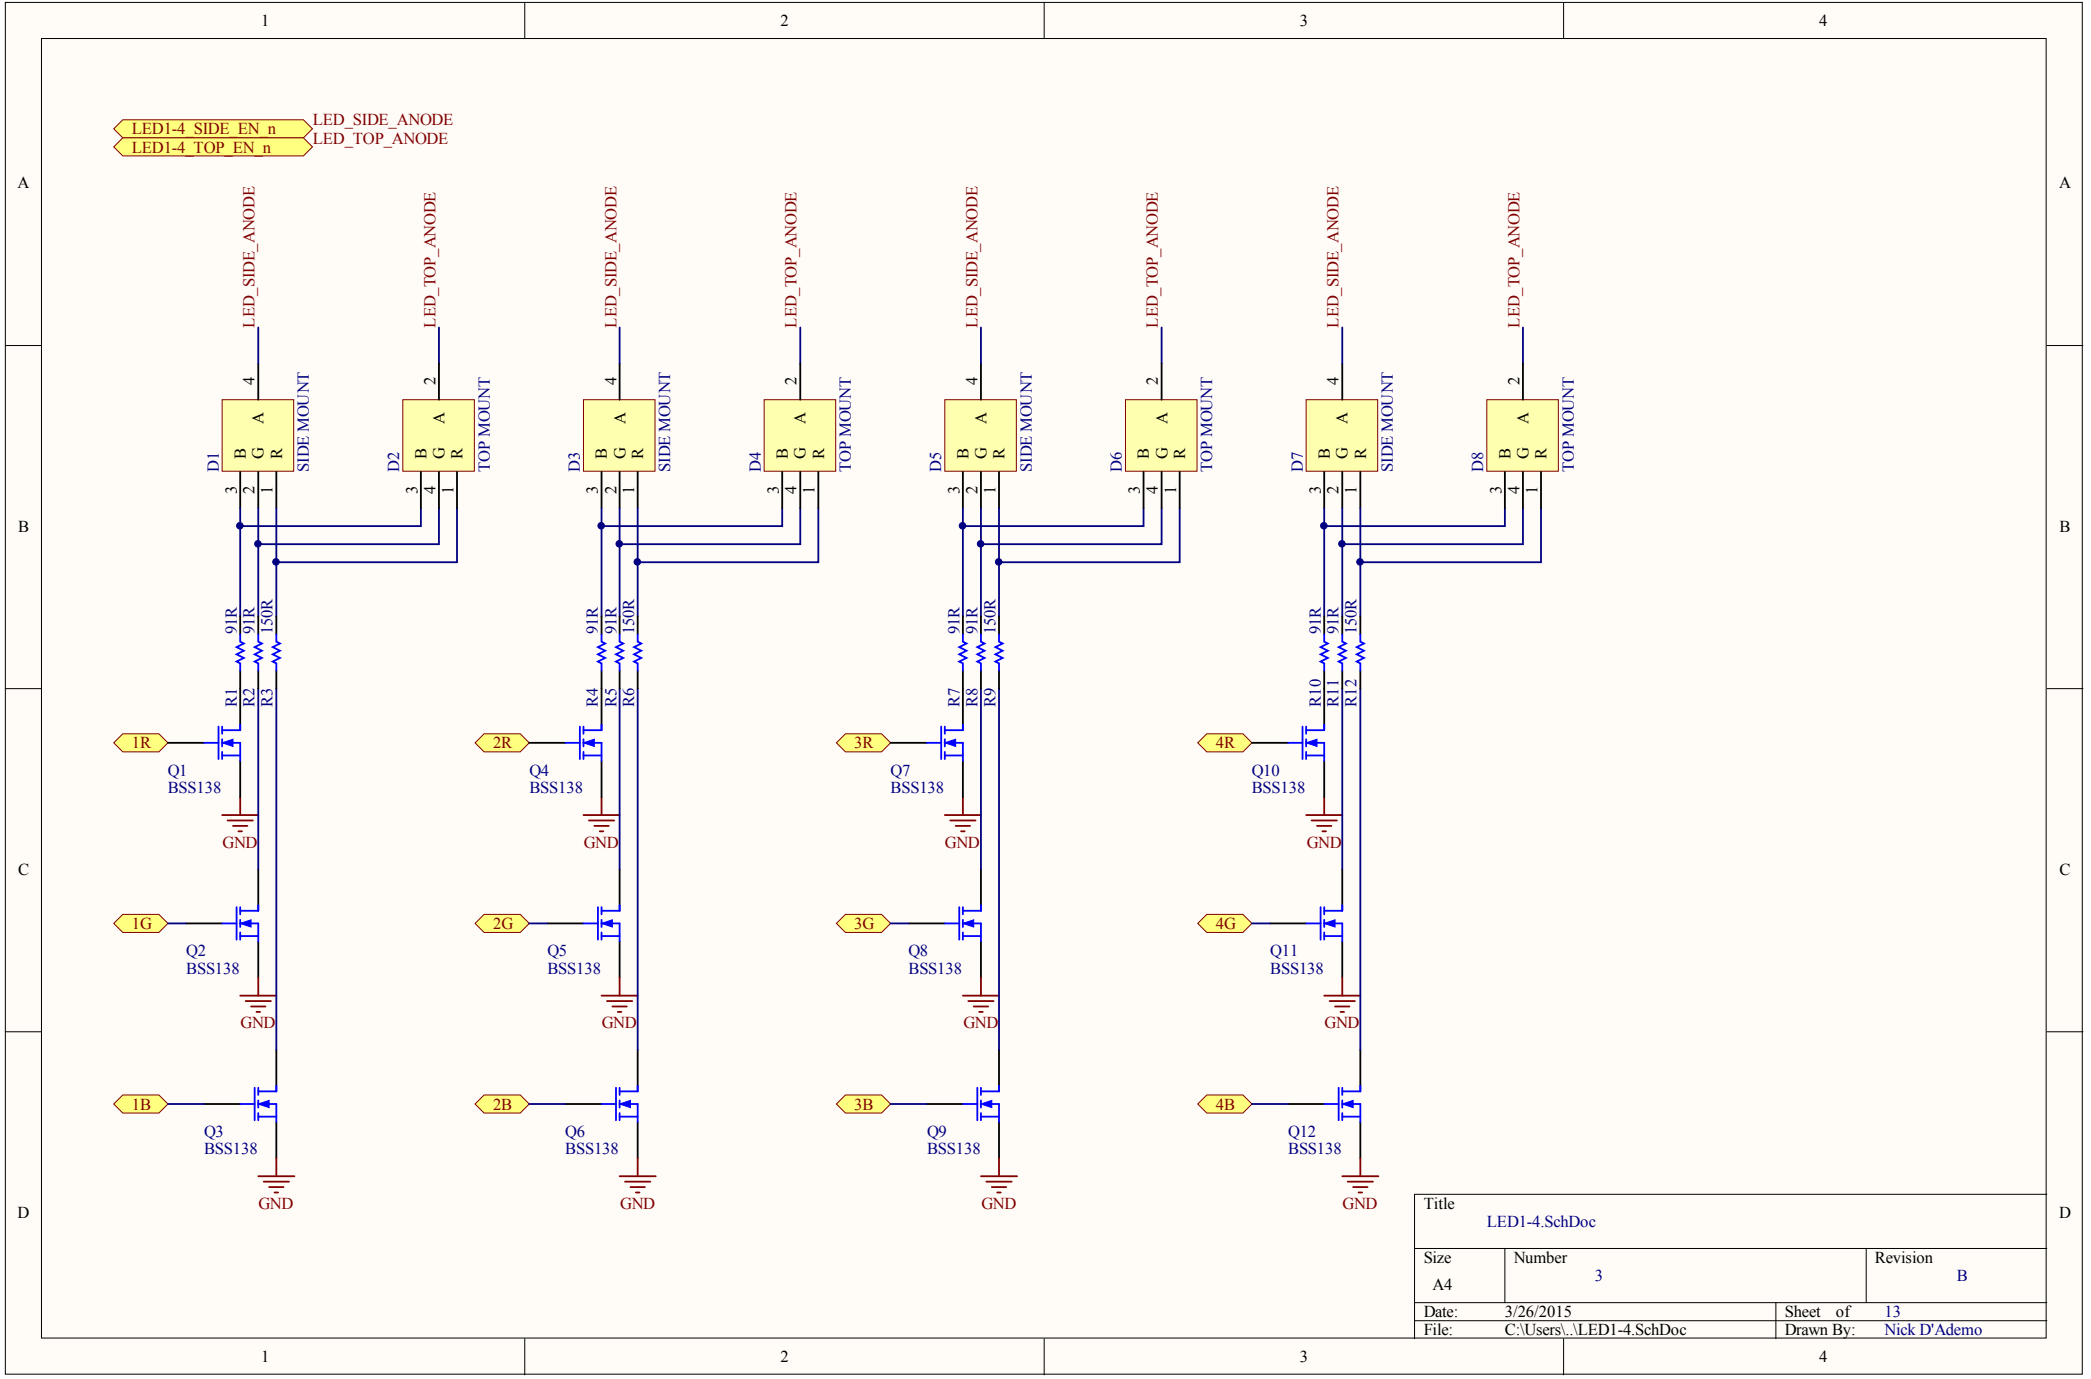 1 2 3 4
LED1-4_SIDE_EN_n LED_SIDE_ANODE
LED1-4_TOP_EN_n LED_TOP_ANODE
A A
LED_SIDE_ANODE LED_TOP_ANODE LED_SIDE_ANODE LED_TOP_ANODE LED_SIDE_ANODE LED_TOP_ANODE LED_SIDE_ANODE LED_TOP_ANODE
4 2 4 2 4 2 4 2
A A A A A A A A
D1 B G R SIDE MOUNT D2 B G R TOP MOUNT D3 B G R SIDE MOUNT D4 B G R TOP MOUNT D5 B G R SIDE MOUNT D6 B G R TOP MOUNT D7 B G R SIDE MOUNT D8 B G R TOP MOUNT
3 2 1 3 4 1 3 2 1 3 4 1 3 2 1 3 4 1 3 2 1 3 4 1
B B
91R 91R 150R 91R 91R 150R 91R 91R 150R 91R 91R 150R
R1 R2 R3 R4 R5 R6 R7 R8 R9 R10 R11 R12
1R 2R 3R 4R
Q1 Q4 Q7 Q10
BSS138 BSS138 BSS138 BSS138
GND GND GND GND
C C
1G 2G 3G 4G
Q2 Q5 Q8 Q11
BSS138 BSS138 BSS138 BSS138
GND GND GND GND
1B 2B 3B 4B
Q3 Q6 Q9 Q12
BSS138 BSS138 BSS138 BSS138
GND GND GND GND
D D
Title
LED1-4.SchDoc
Size Number Revision
A4 3 B
Date: 3/26/2015 Sheet of 13
File: C:\Users\..\LED1-4.SchDoc Drawn By: Nick D'Ademo
1 2 3 4